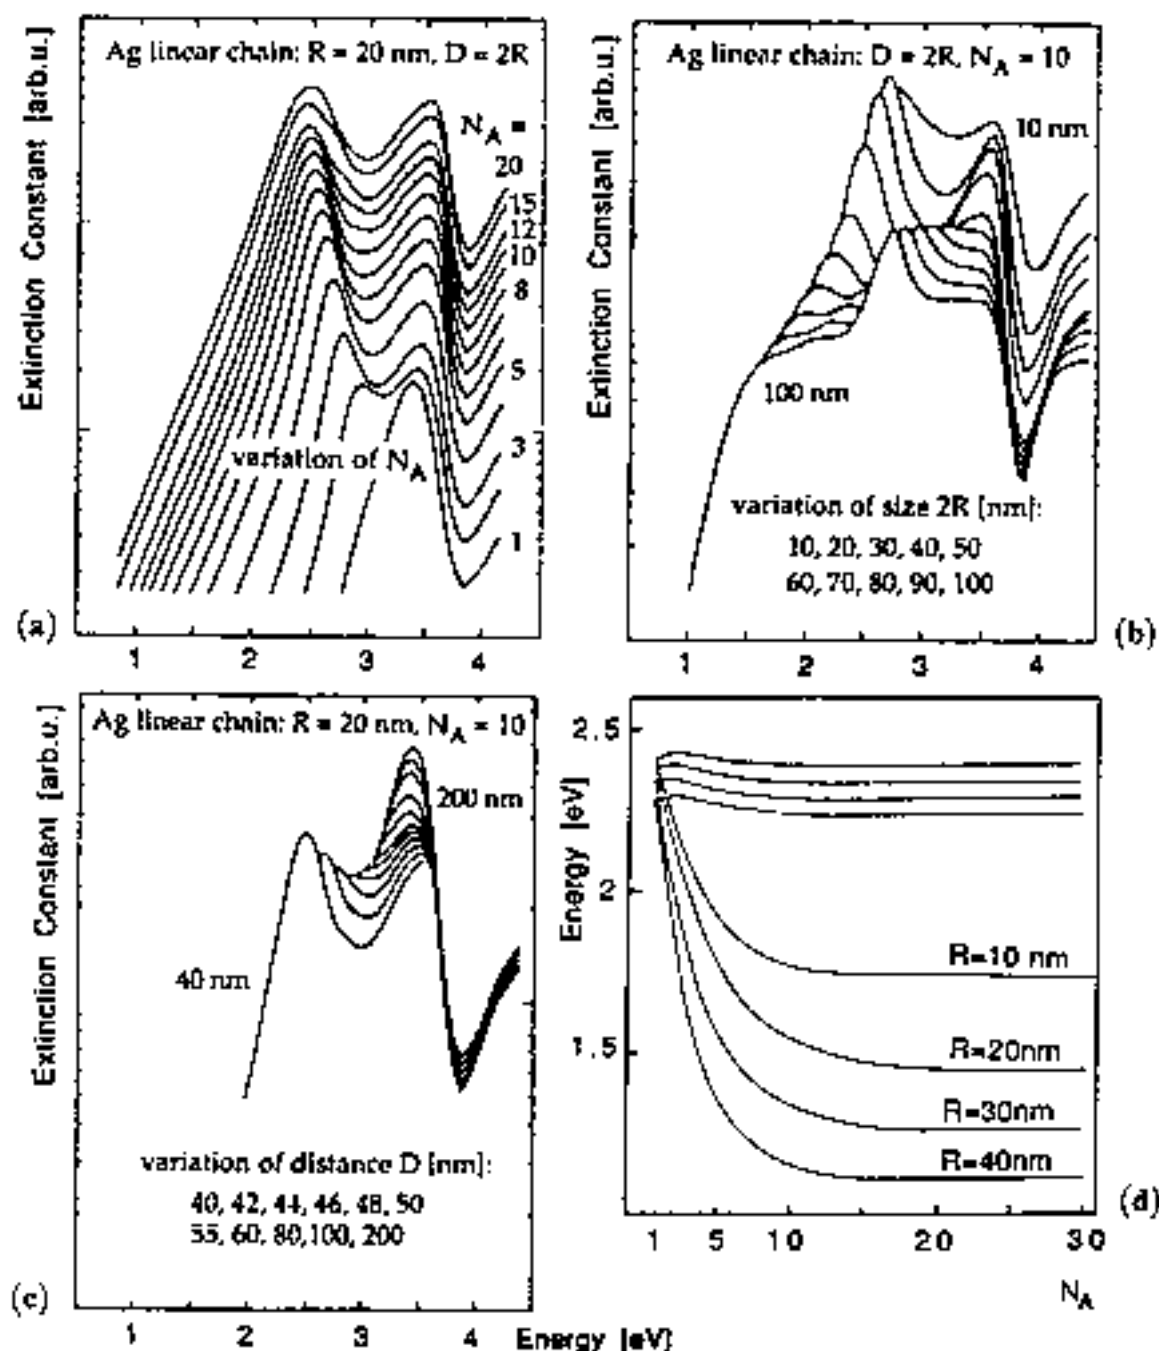 Ag linear chain: R = 20 nm, D = 2R
N_A =
20
15
12
10
8
5
3
1
variation of N_A
Extinction Constant [arb.u.]
(a)
1 2 3 4
Ag linear chain: D = 2R, N_A = 10
10 nm
100 nm
variation of size 2R [nm]:
10, 20, 30, 40, 50
60, 70, 80, 90, 100
Extinction Constant [arb.u.]
(b)
1 2 3 4
Ag linear chain: R = 20 nm, N_A = 10
200 nm
40 nm
variation of distance D [nm]:
40, 42, 44, 46, 48, 50
55, 60, 80, 100, 200
Extinction Constant [arb.u.]
(c)
1 2 3 4
Energy [eV]
2.5
2
1.5
Energy [eV]
R=10 nm
R=20nm
R=30nm
R=40nm
(d)
1 5 10 20 30
N_A